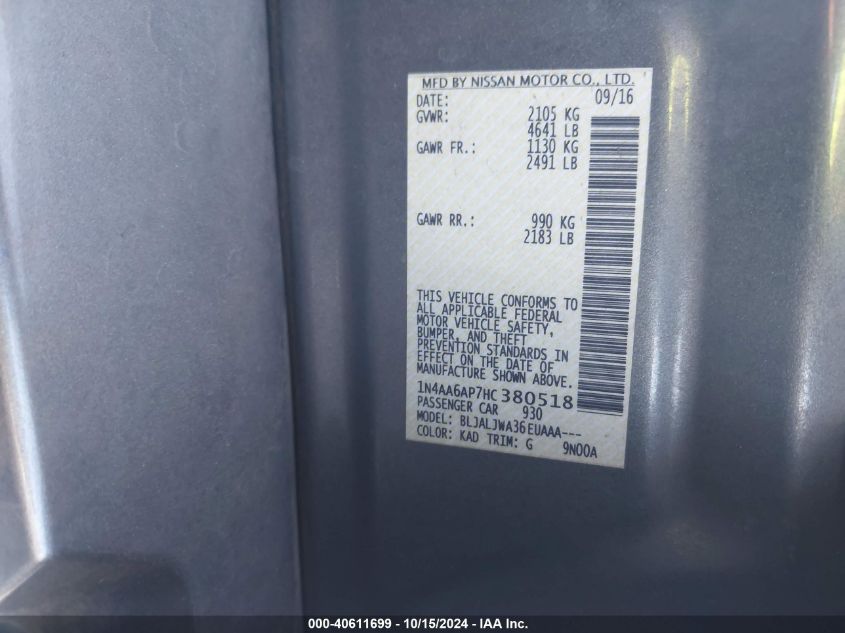 MFD BY NISSAN MOTOR CO., LTD.
DATE: 09/16
GVWR: 2105 KG
4641 LB
GAWR FR.: 1130 KG
2491 LB
GAWR RR.: 990 KG
2183 LB
THIS VEHICLE CONFORMS TO
ALL APPLICABLE FEDERAL
MOTOR VEHICLE SAFETY,
BUMPER, AND THEFT
PREVENTION STANDARDS IN
EFFECT ON THE DATE OF
MANUFACTURE SHOWN ABOVE.
1N4AA6AP7HC380518
PASSENGER CAR 930
MODEL: BLJALJWA36EUAAA---
COLOR: KAD TRIM: G 9N00A
000-40611699 - 10/15/2024 - IAA Inc.